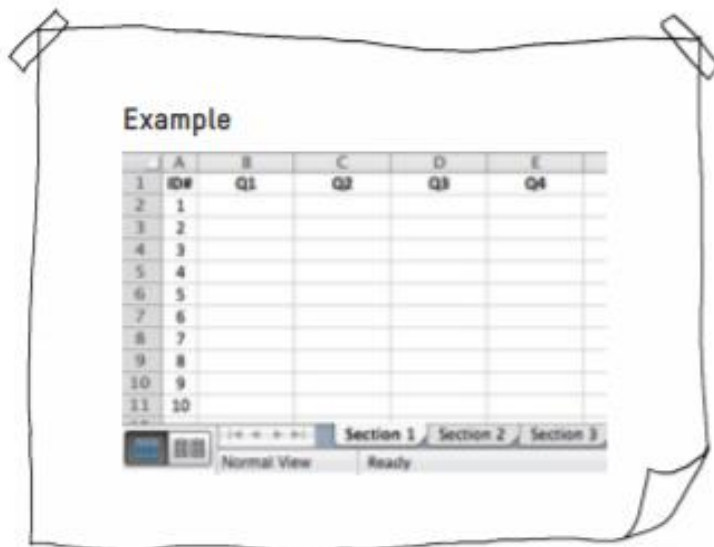 Example
A B C D E
1 ID# Q1 Q2 Q3 Q4
2 1
3 2
4 3
5 4
6 5
7 6
8 7
9 8
10 9
11 10
Section 1 Section 2 Section 3
Normal View Ready